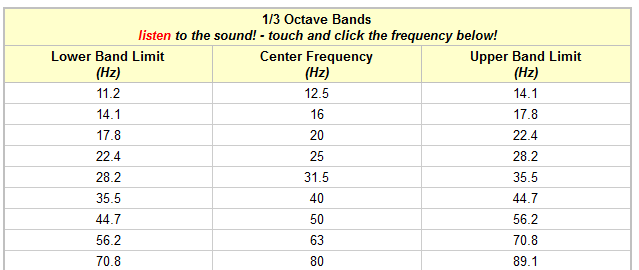 1/3 Octave Bands
listen to the sound! - touch and click the frequency below!
Lower Band Limit Center Frequency Upper Band Limit
(Hz) (Hz) (Hz)
11.2 12.5 14.1
14.1 16 17.8
17.8 20 22.4
22.4 25 28.2
28.2 31.5 35.5
35.5 40 44.7
44.7 50 56.2
56.2 63 70.8
70.8 80 89.1